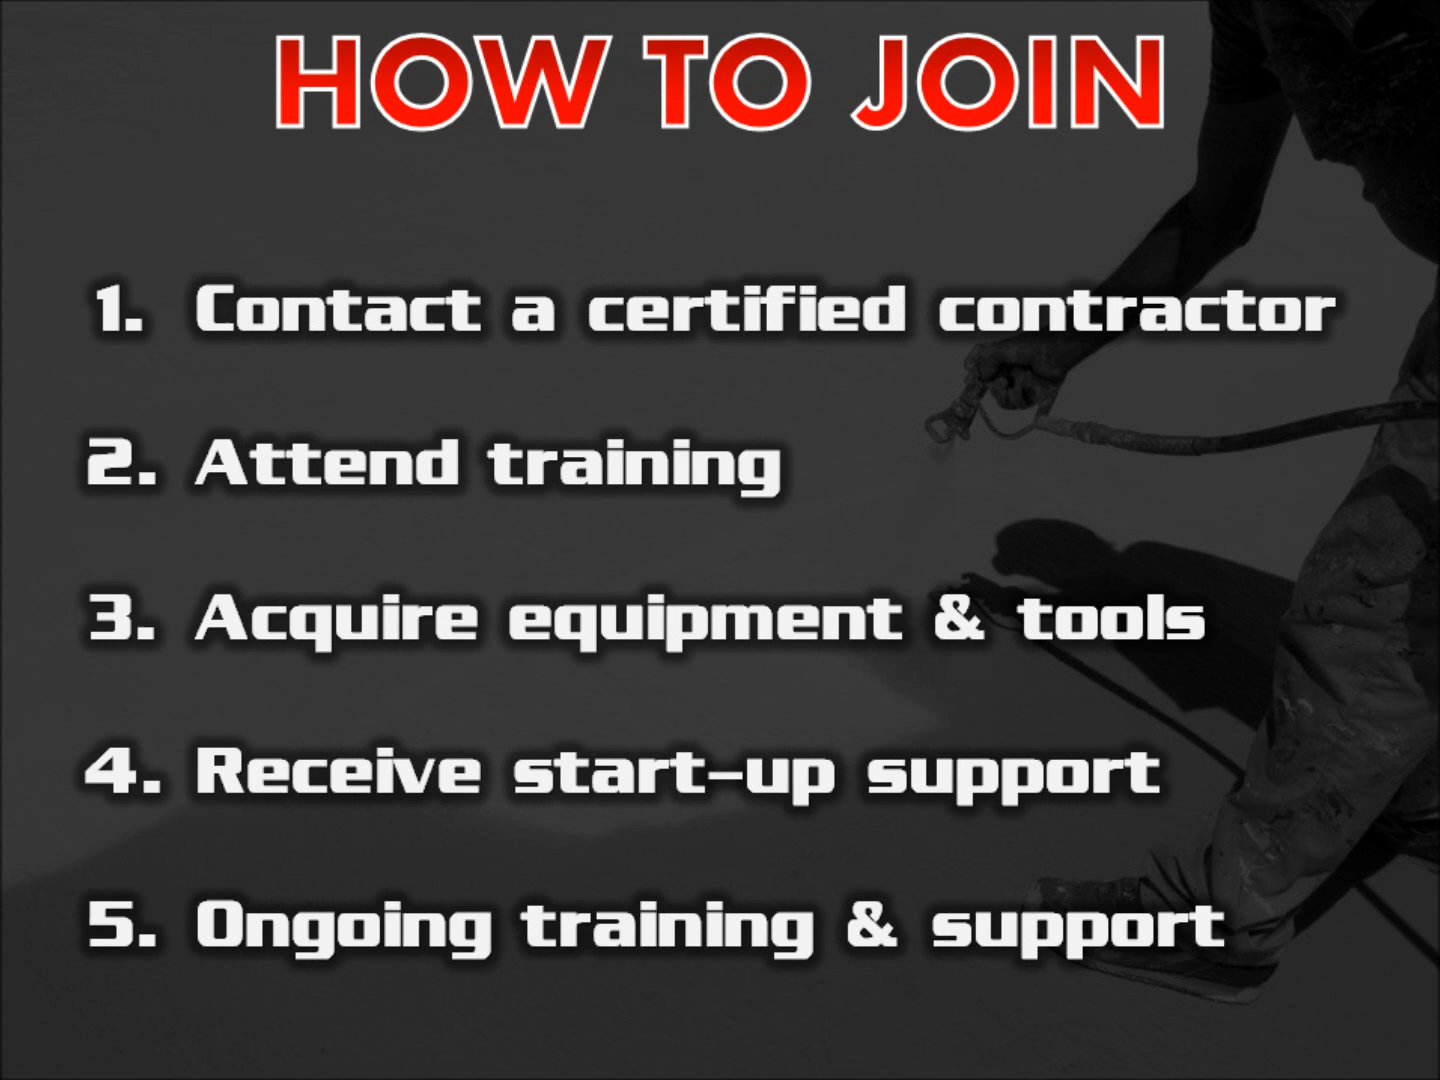 HOW TO JOIN
1. Contact a certified contractor
2. Attend training
3. Acquire equipment & tools
4. Receive start-up support
5. Ongoing training & support